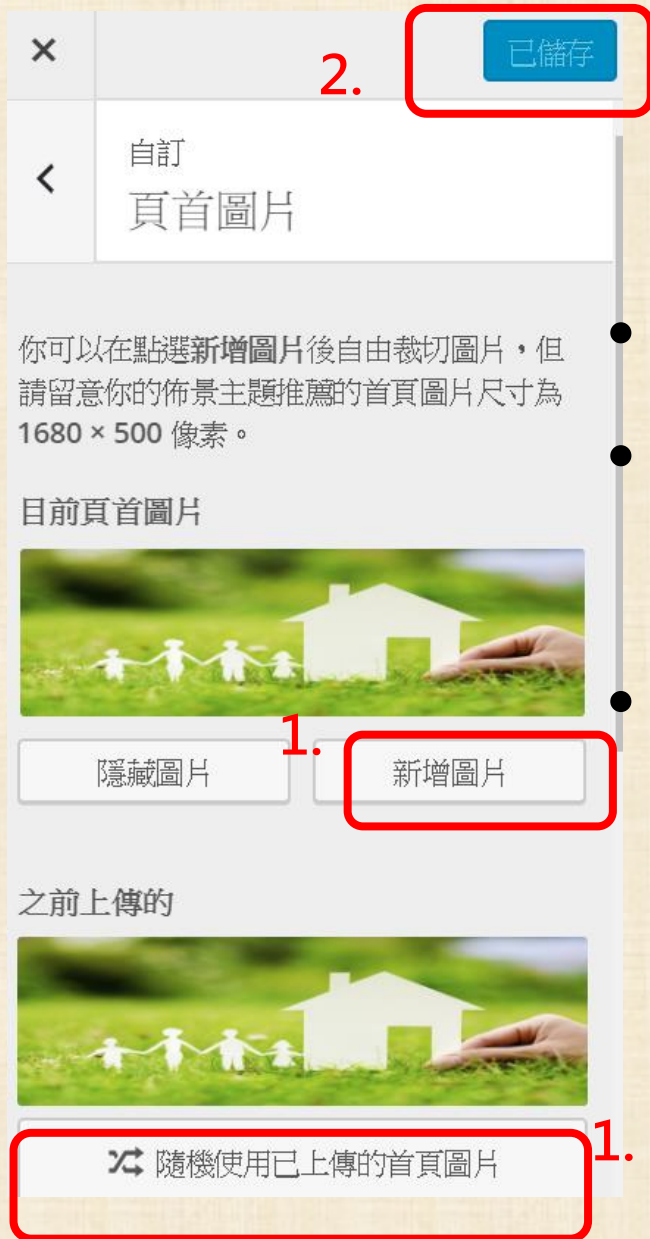 2.
已儲存
自訂
頁首圖片
你可以在點選新增圖片後自由裁切圖片，但
請留意你的佈景主題推薦的首頁圖片尺寸為
1680 × 500 像素。
目前頁首圖片
1.
隱藏圖片
新增圖片
之前上傳的
隨機使用已上傳的首頁圖片
1.